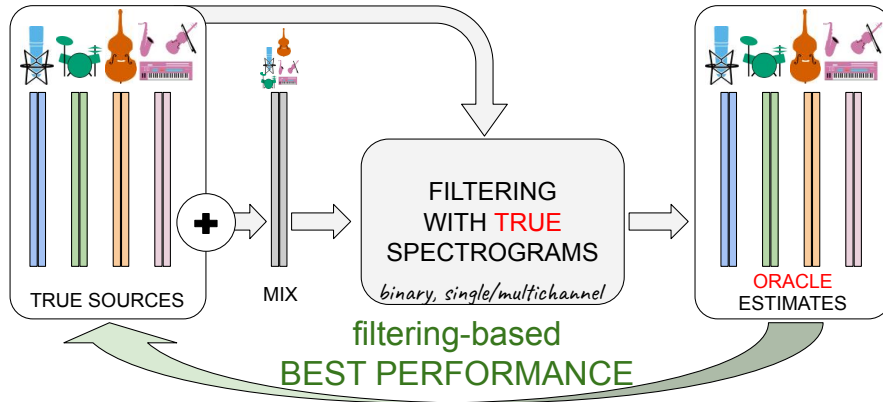 TRUE SOURCES
MIX
FILTERING
WITH TRUE
SPECTROGRAMS
binary, single/multichannel
ORACLE
ESTIMATES
filtering-based
BEST PERFORMANCE